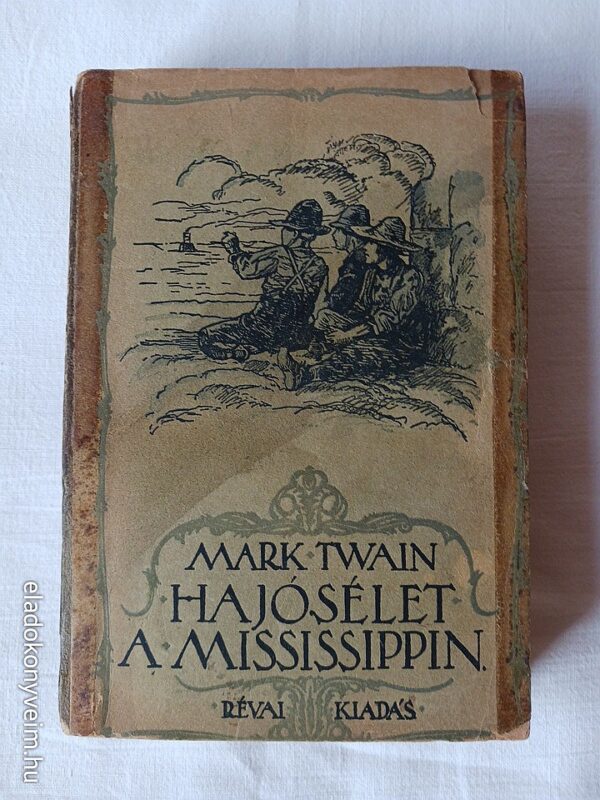 MARK · TWAIN
· HAJÓSÉLET ·
A · MISSISSIPPIN.
· RÉVAI KIADÁS ·
eladokonyveim.hu